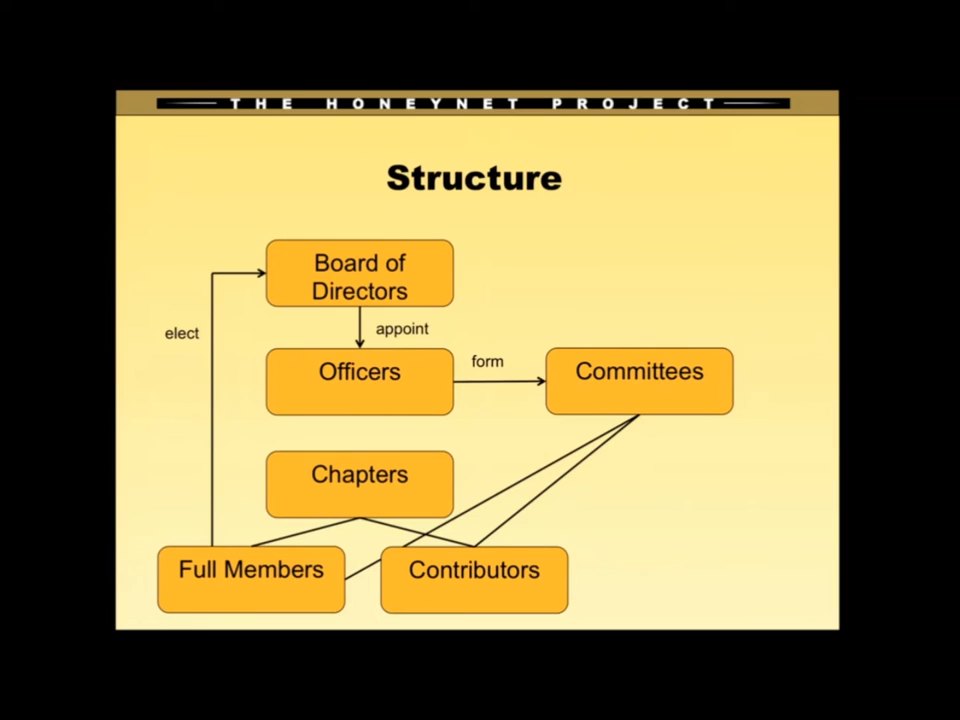 THE HONEYNET PROJECT
Structure
Board of
Directors
elect
appoint
Officers
form
Committees
Chapters
Full Members
Contributors